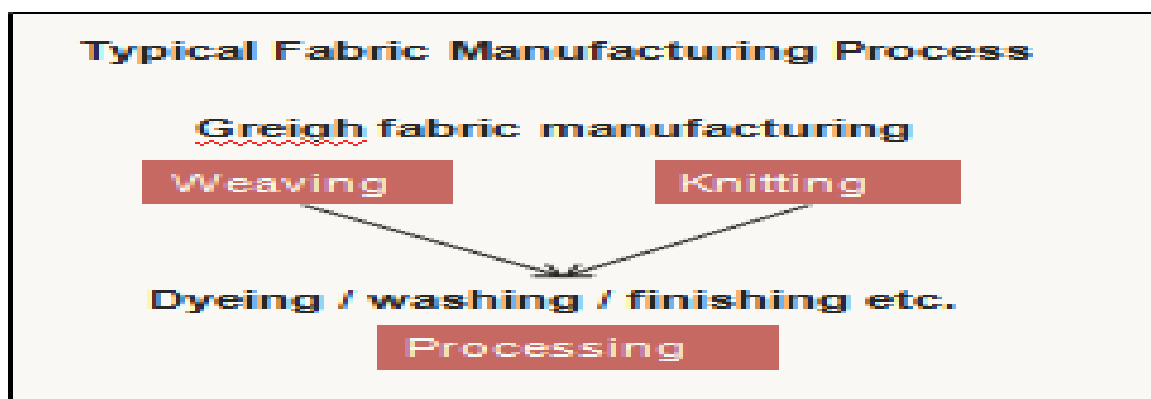 Typical Fabric Manufacturing Process
Greigh fabric manufacturing
Weaving
Knitting
Dyeing / washing / finishing etc.
Processing